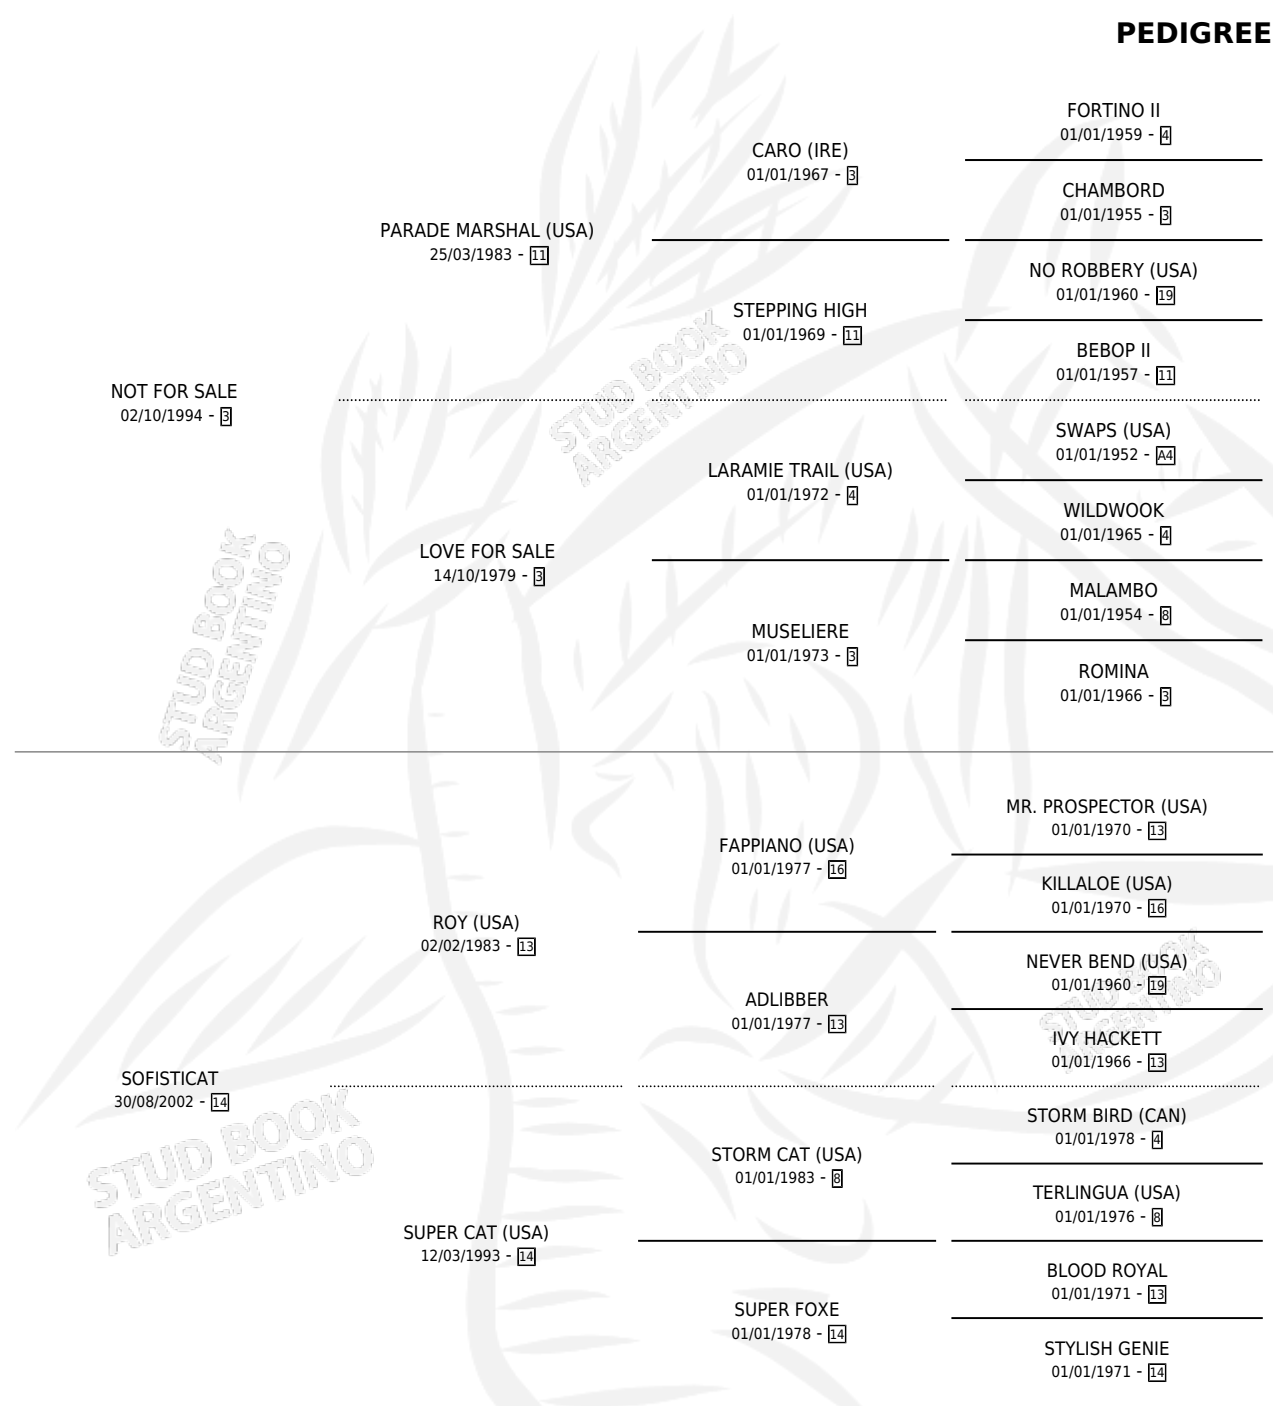 PEDIGREE
FORTINO II
01/01/1959 - 4
CARO (IRE)
01/01/1967 - 3
CHAMBORD
01/01/1955 - 3
PARADE MARSHAL (USA)
25/03/1983 - 11
NO ROBBERY (USA)
01/01/1960 - 19
STEPPING HIGH
01/01/1969 - 11
BEBOP II
01/01/1957 - 11
NOT FOR SALE
02/10/1994 - 3
STUD BOOK
ARGENTINO
SWAPS (USA)
01/01/1952 - A4
LARAMIE TRAIL (USA)
01/01/1972 - 4
WILDWOOK
01/01/1965 - 4
LOVE FOR SALE
14/10/1979 - 3
MALAMBO
01/01/1954 - 8
MUSELIERE
01/01/1973 - 3
ROMINA
01/01/1966 - 3
STUD BOOK
ARGENTINO
MR. PROSPECTOR (USA)
01/01/1970 - 13
FAPPIANO (USA)
01/01/1977 - 16
KILLALOE (USA)
01/01/1970 - 16
ROY (USA)
02/02/1983 - 13
NEVER BEND (USA)
01/01/1960 - 19
ADLIBBER
01/01/1977 - 13
STUD BOOK
ARGENTINO
IVY HACKETT
01/01/1966 - 13
SOFISTICAT
30/08/2002 - 14
STUD BOOK
ARGENTINO
STORM BIRD (CAN)
01/01/1978 - 4
STORM CAT (USA)
01/01/1983 - 8
TERLINGUA (USA)
01/01/1976 - 8
SUPER CAT (USA)
12/03/1993 - 14
BLOOD ROYAL
01/01/1971 - 13
SUPER FOXE
01/01/1978 - 14
STYLISH GENIE
01/01/1971 - 14